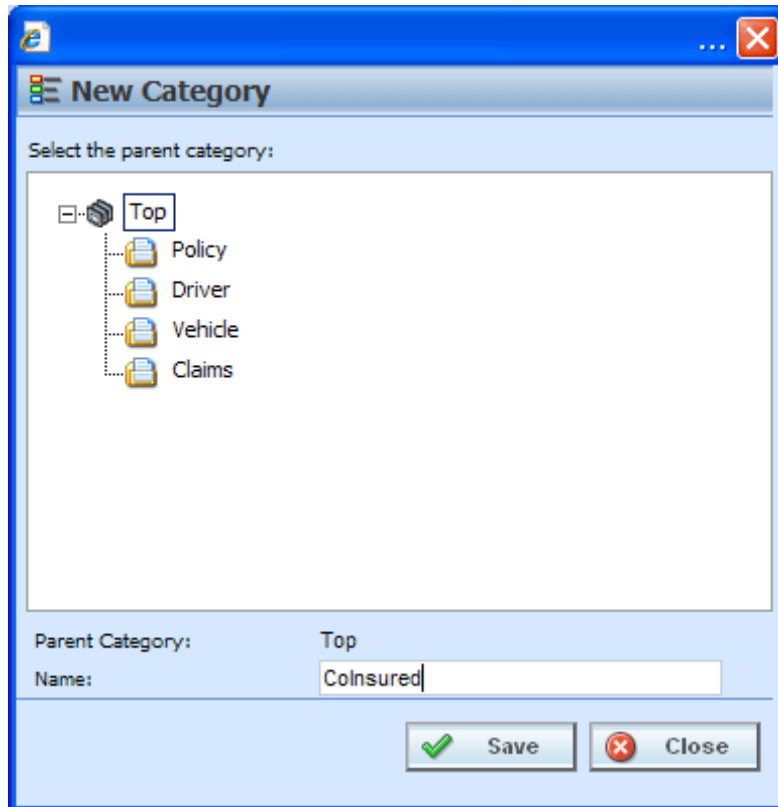 ...
New Category
Select the parent category:
Top
Policy
Driver
Vehicle
Claims
Parent Category: Top
Name: CoInsured
Save Close